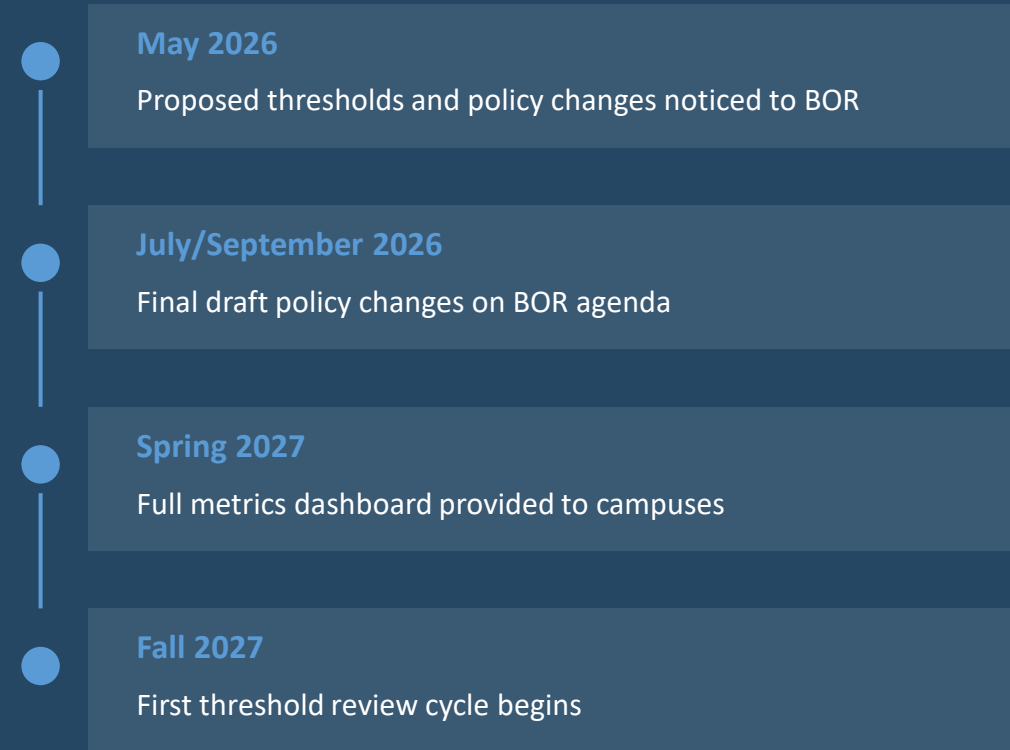 May 2026
Proposed thresholds and policy changes noticed to BOR
July/September 2026
Final draft policy changes on BOR agenda
Spring 2027
Full metrics dashboard provided to campuses
Fall 2027
First threshold review cycle begins